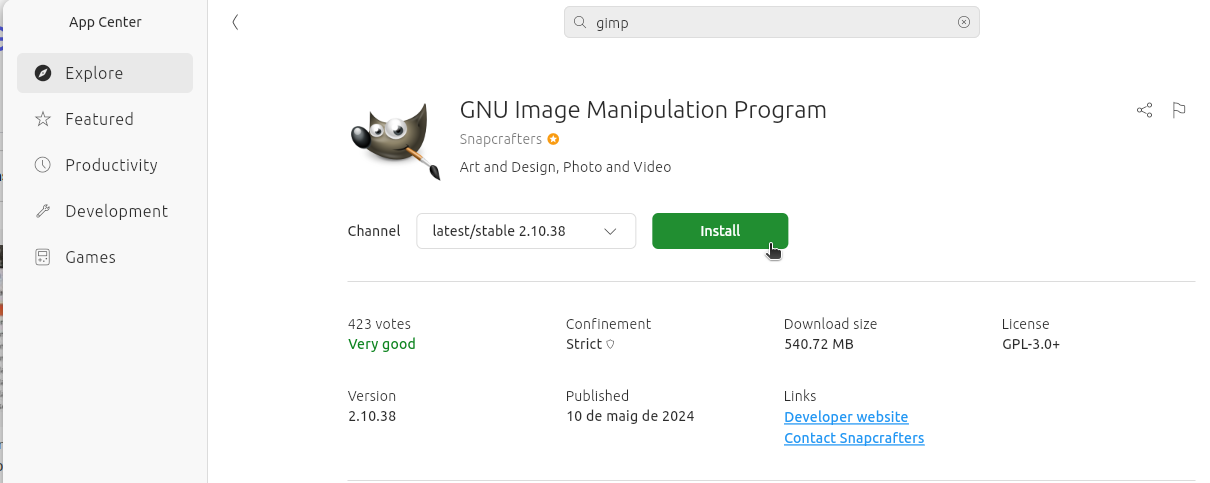 App Center
gimp
Explore
Featured
Productivity
Development
Games
GNU Image Manipulation Program
Snapcrafters
Art and Design, Photo and Video
Channel
latest/stable 2.10.38
Install
423 votes
Very good
Confinement
Strict
Download size
540.72 MB
License
GPL-3.0+
Version
2.10.38
Published
10 de maig de 2024
Links
Developer website
Contact Snapcrafters